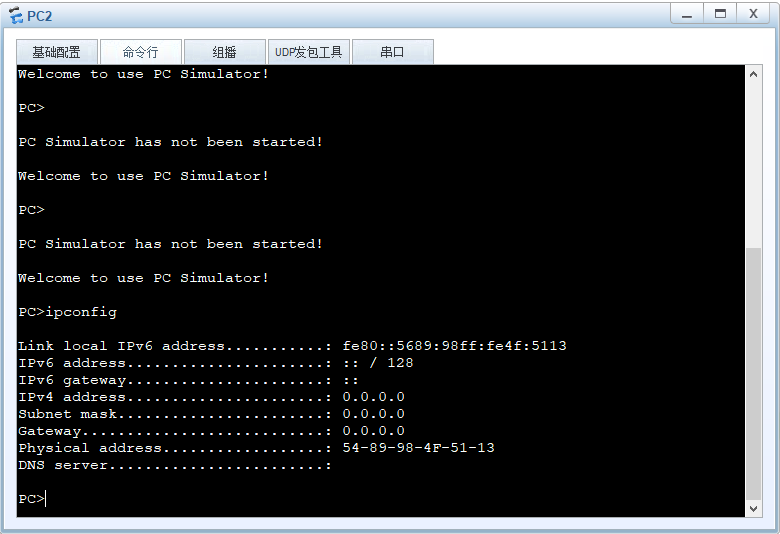 PC2
基础配置 命令行 组播 UDP发包工具 串口
Welcome to use PC Simulator!
PC>
PC Simulator has not been started!
Welcome to use PC Simulator!
PC>
PC Simulator has not been started!
Welcome to use PC Simulator!
PC>ipconfig
Link local IPv6 address...........: fe80::5689:98ff:fe4f:5113
IPv6 address......................: :: / 128
IPv6 gateway......................: ::
IPv4 address......................: 0.0.0.0
Subnet mask.......................: 0.0.0.0
Gateway...........................: 0.0.0.0
Physical address..................: 54-89-98-4F-51-13
DNS server........................:
PC>